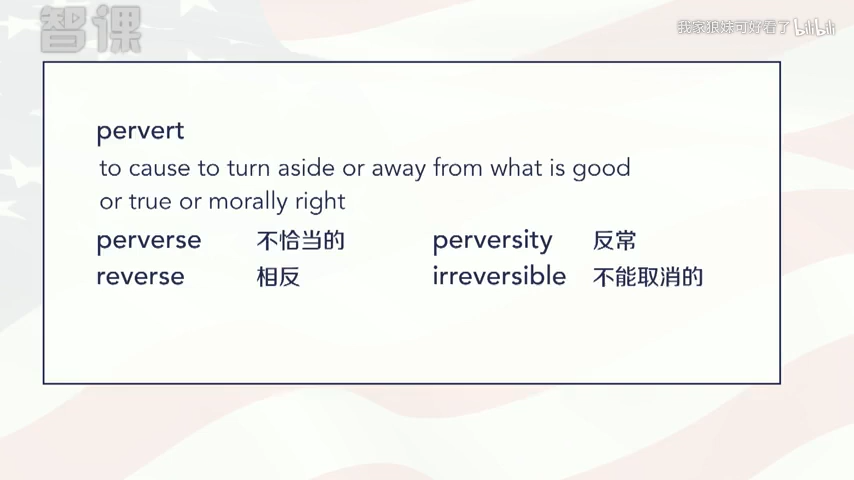 智课
我家狼妹可好看了 bilibili
pervert
to cause to turn aside or away from what is good
or true or morally right
perverse 不恰当的 perversity 反常
reverse 相反 irreversible 不能取消的